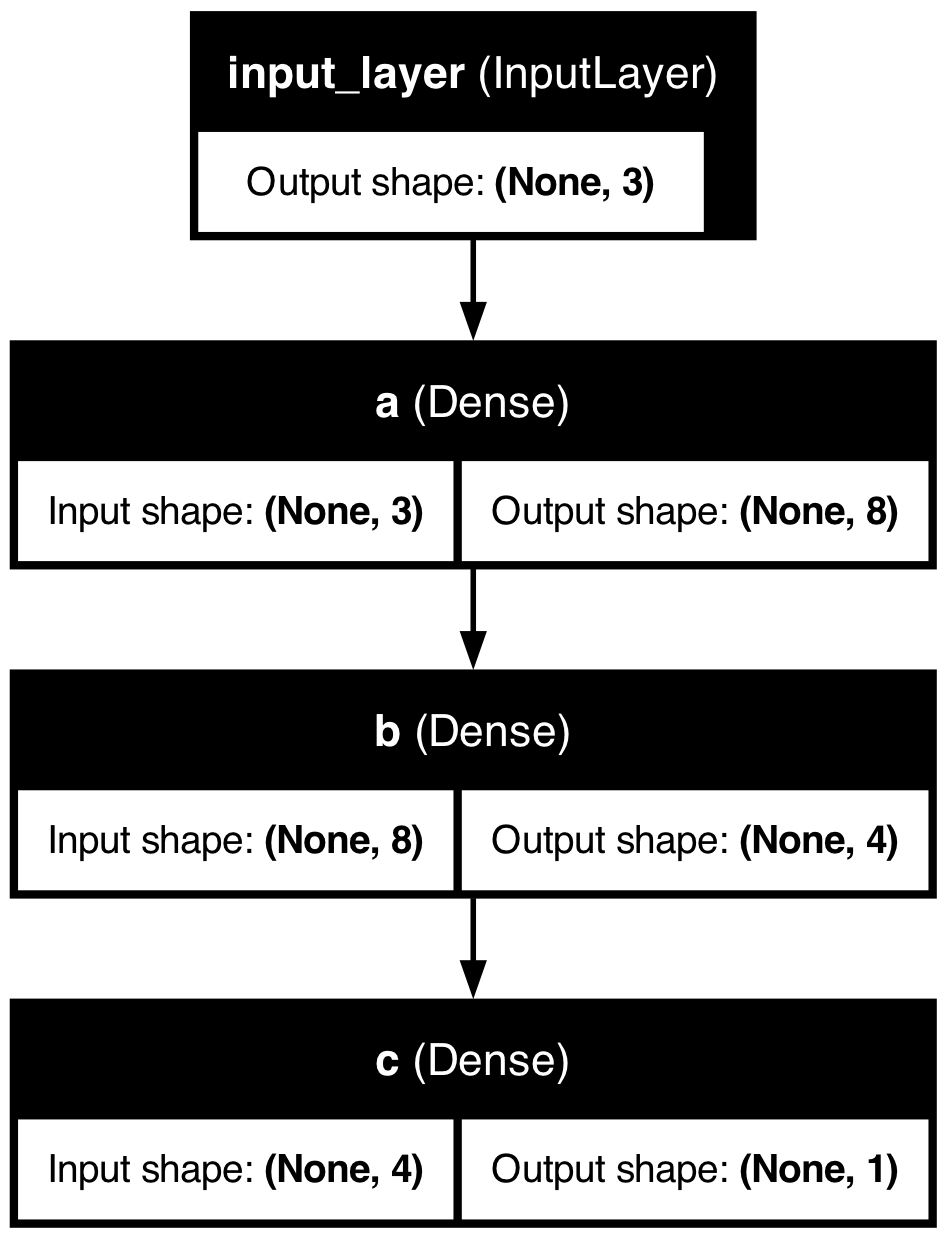 input_layer (InputLayer)
Output shape: (None, 3)
a (Dense)
Input shape: (None, 3) Output shape: (None, 8)
b (Dense)
Input shape: (None, 8) Output shape: (None, 4)
c (Dense)
Input shape: (None, 4) Output shape: (None, 1)